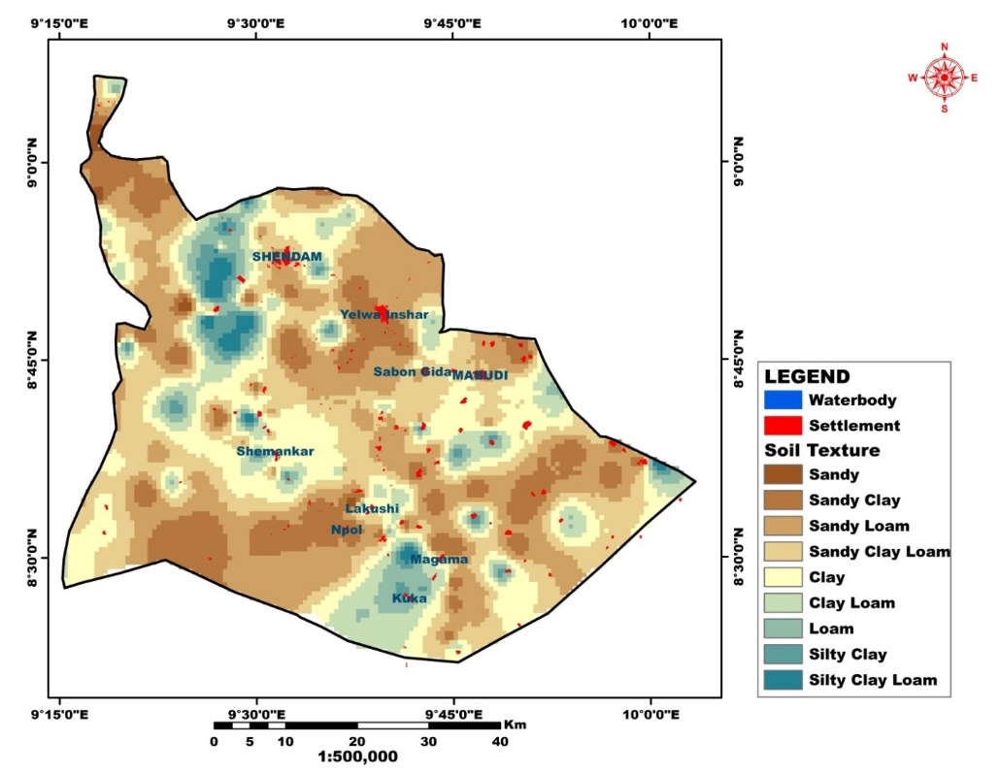 9°15'0"E 9°30'0"E 9°45'0"E 10°0'0"E
N
W E
S
9°0'0"N 9°0'0"N
SHENDAM
Yelwa Inshar
8°45'0"N 8°45'0"N
Sabon Gida MABUDI
Shemankar
Lakushi
Npol
8°30'0"N 8°30'0"N
Magama
Kuka
LEGEND
Waterbody
Settlement
Soil Texture
Sandy
Sandy Clay
Sandy Loam
Sandy Clay Loam
Clay
Clay Loam
Loam
Silty Clay
Silty Clay Loam
9°15'0"E 9°30'0"E 9°45'0"E 10°0'0"E
Km
0 5 10 20 30 40
1:500,000